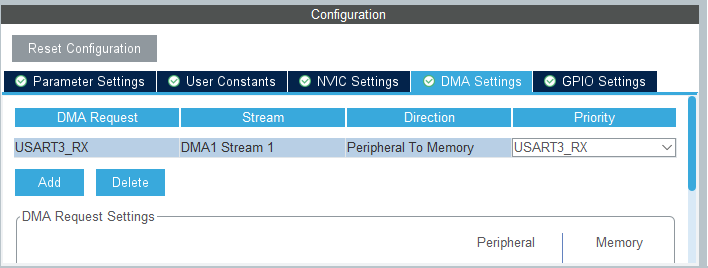 Configuration
Reset Configuration
Parameter Settings User Constants NVIC Settings DMA Settings GPIO Settings
DMA Request Stream Direction Priority
USART3_RX DMA1 Stream 1 Peripheral To Memory USART3_RX
Add Delete
DMA Request Settings
Peripheral Memory